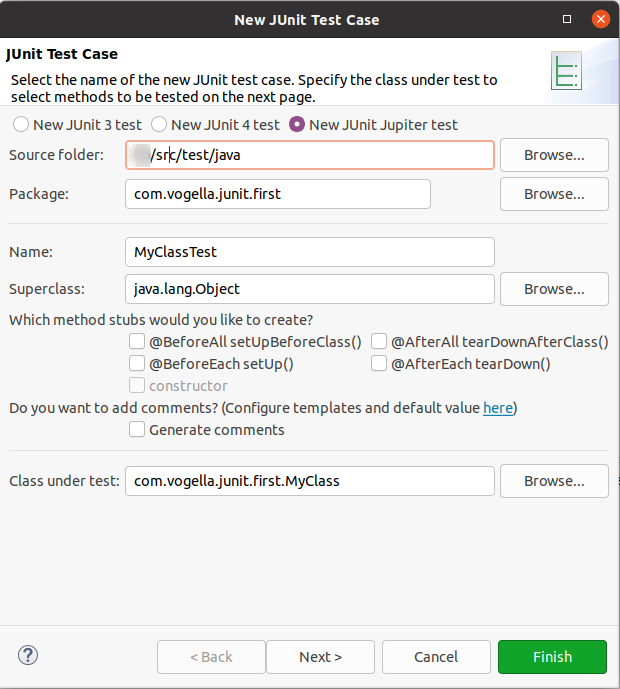 New JUnit Test Case
JUnit Test Case
Select the name of the new JUnit test case. Specify the class under test to
select methods to be tested on the next page.
New JUnit 3 test New JUnit 4 test New JUnit Jupiter test
Source folder: /src/test/java Browse...
Package: com.vogella.junit.first Browse...
Name: MyClassTest
Superclass: java.lang.Object Browse...
Which method stubs would you like to create?
@BeforeAll setUpBeforeClass() @AfterAll tearDownAfterClass()
@BeforeEach setUp() @AfterEach tearDown()
constructor
Do you want to add comments? (Configure templates and default value here)
Generate comments
Class under test: com.vogella.junit.first.MyClass Browse...
? < Back Next > Cancel Finish